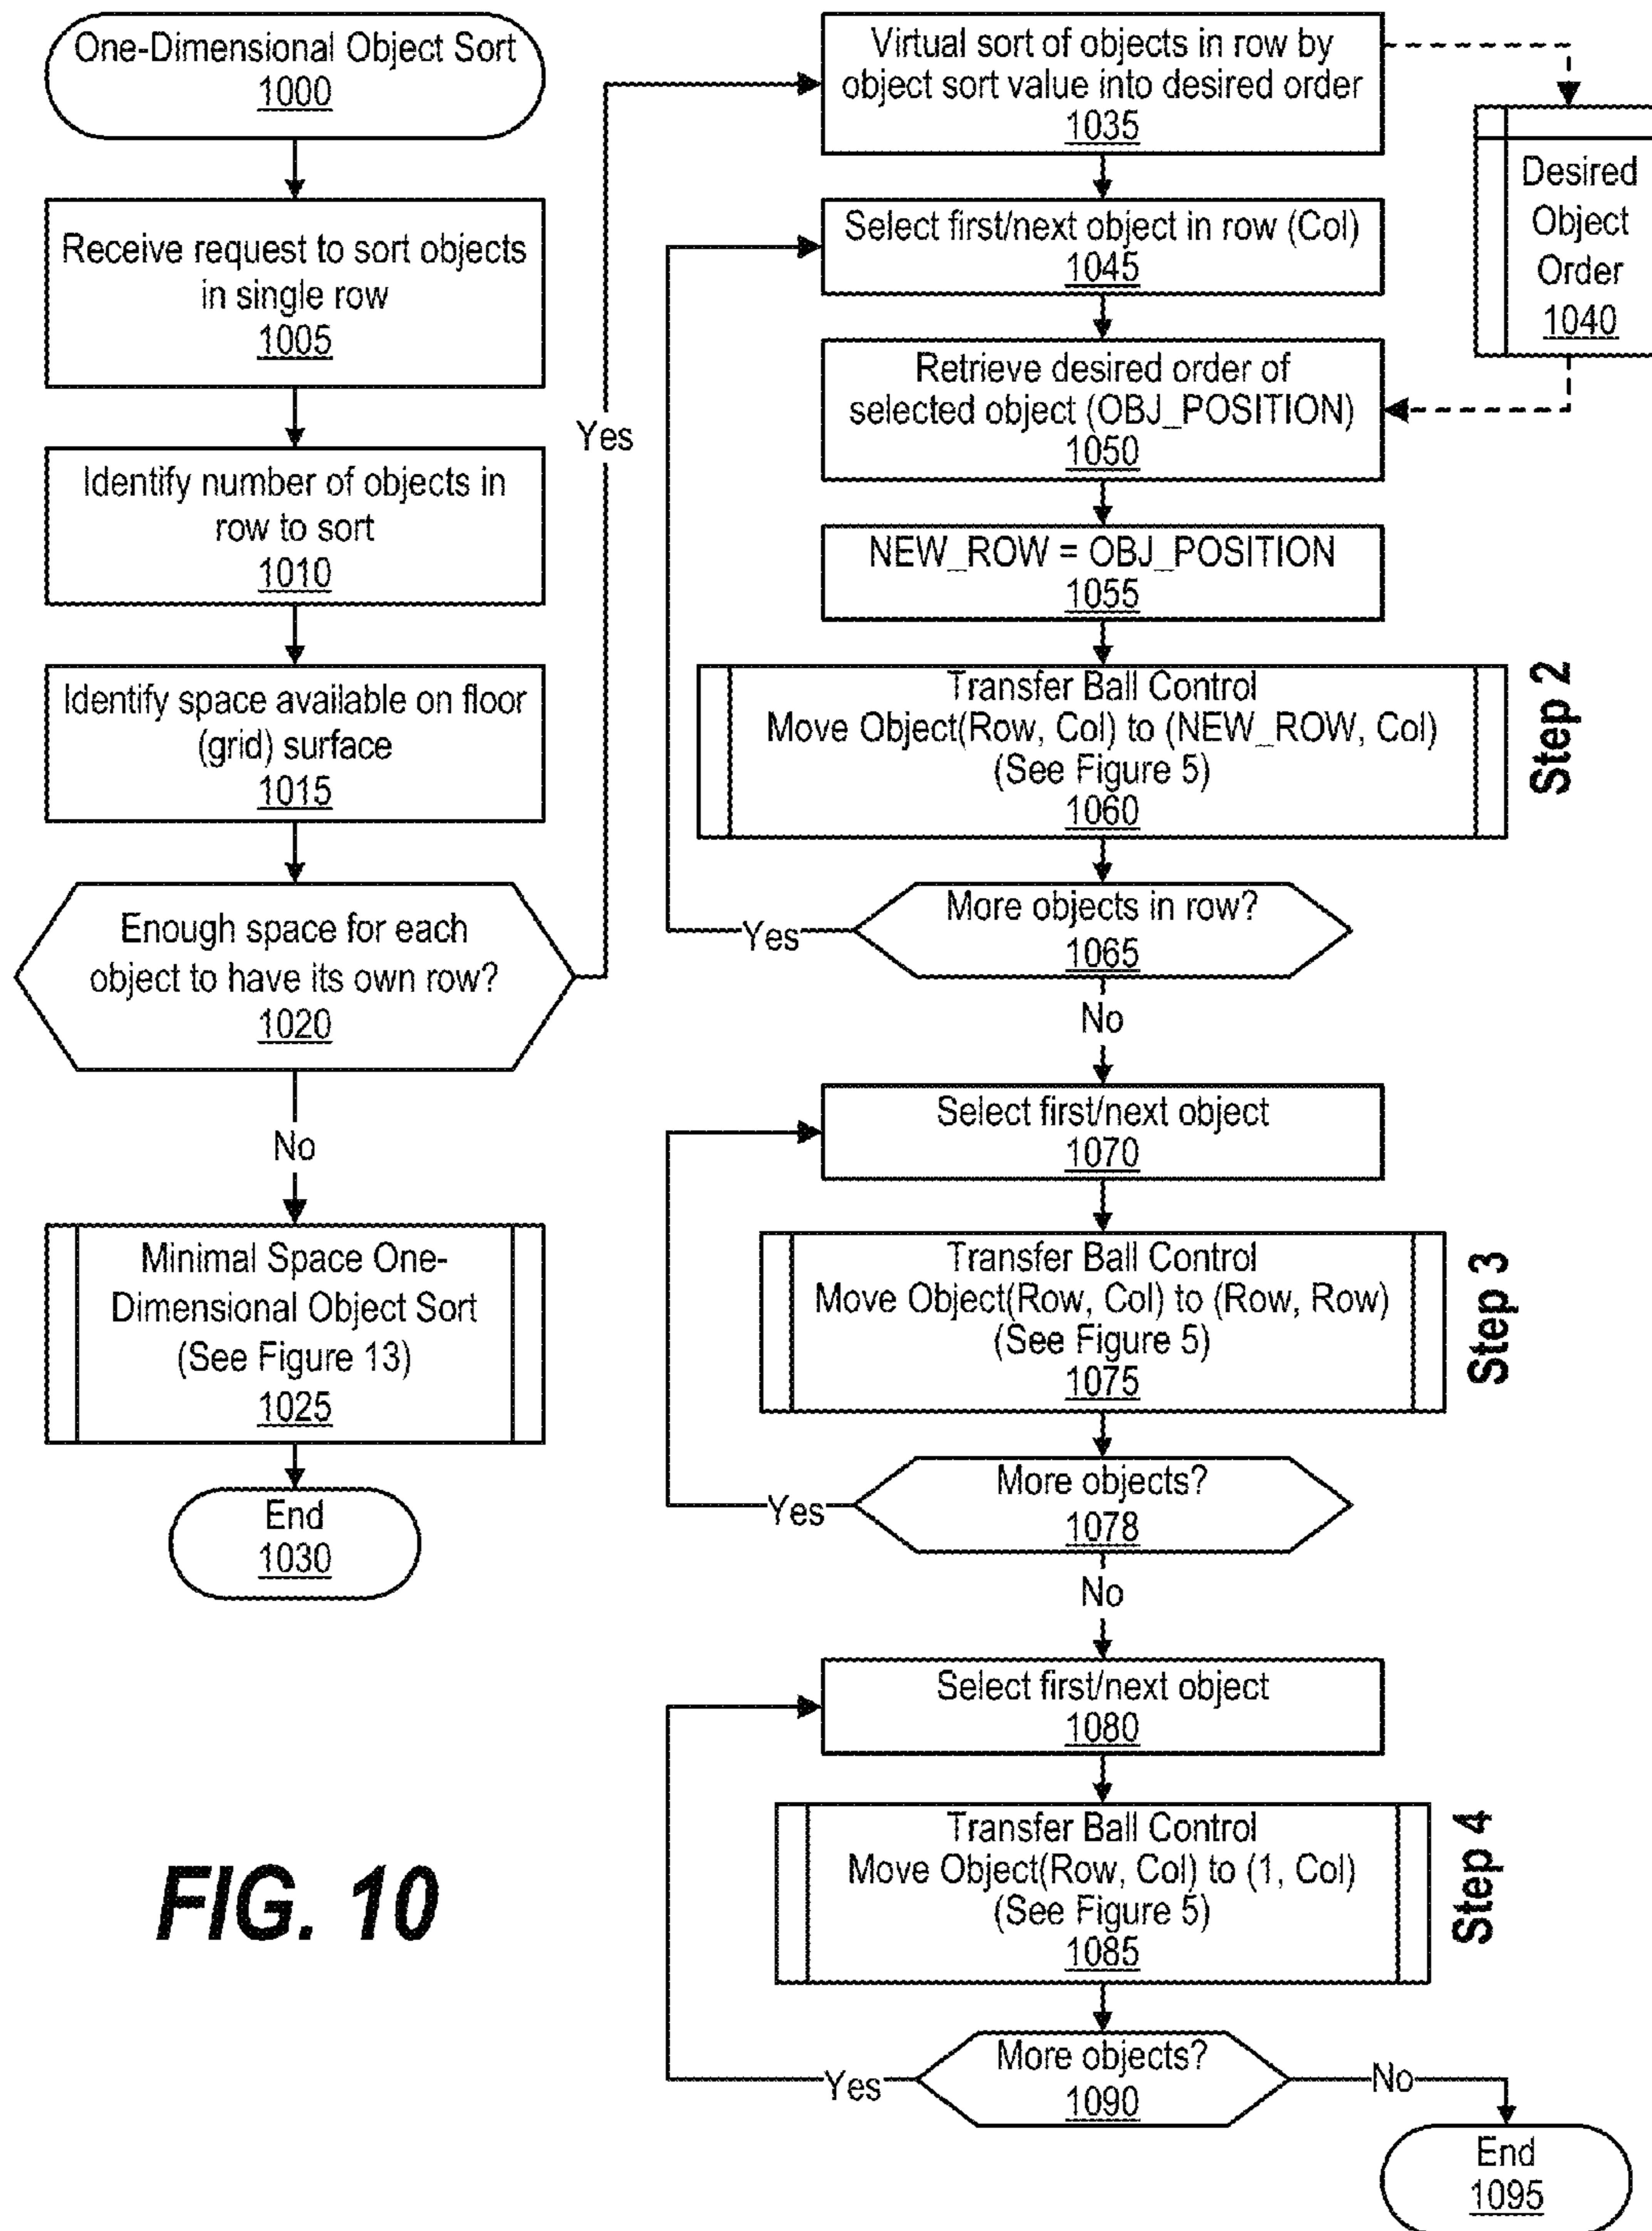 One-Dimensional Object Sort
1000
Receive request to sort objects
in single row
1005
Identify number of objects in
row to sort
1010
Identify space available on floor
(grid) surface
1015
Enough space for each
object to have its own row?
1020
Yes
No
Minimal Space One-
Dimensional Object Sort
(See Figure 13)
1025
End
1030
Virtual sort of objects in row by
object sort value into desired order
1035
Desired
Object
Order
1040
Select first/next object in row (Col)
1045
Retrieve desired order of
selected object (OBJ_POSITION)
1050
NEW_ROW = OBJ_POSITION
1055
Transfer Ball Control
Move Object(Row, Col) to (NEW_ROW, Col)
(See Figure 5)
1060
Step 2
More objects in row?
1065
Yes
No
Select first/next object
1070
Transfer Ball Control
Move Object(Row, Col) to (Row, Row)
(See Figure 5)
1075
Step 3
More objects?
1078
Yes
No
Select first/next object
1080
Transfer Ball Control
Move Object(Row, Col) to (1, Col)
(See Figure 5)
1085
Step 4
More objects?
1090
Yes
No
End
1095
FIG. 10